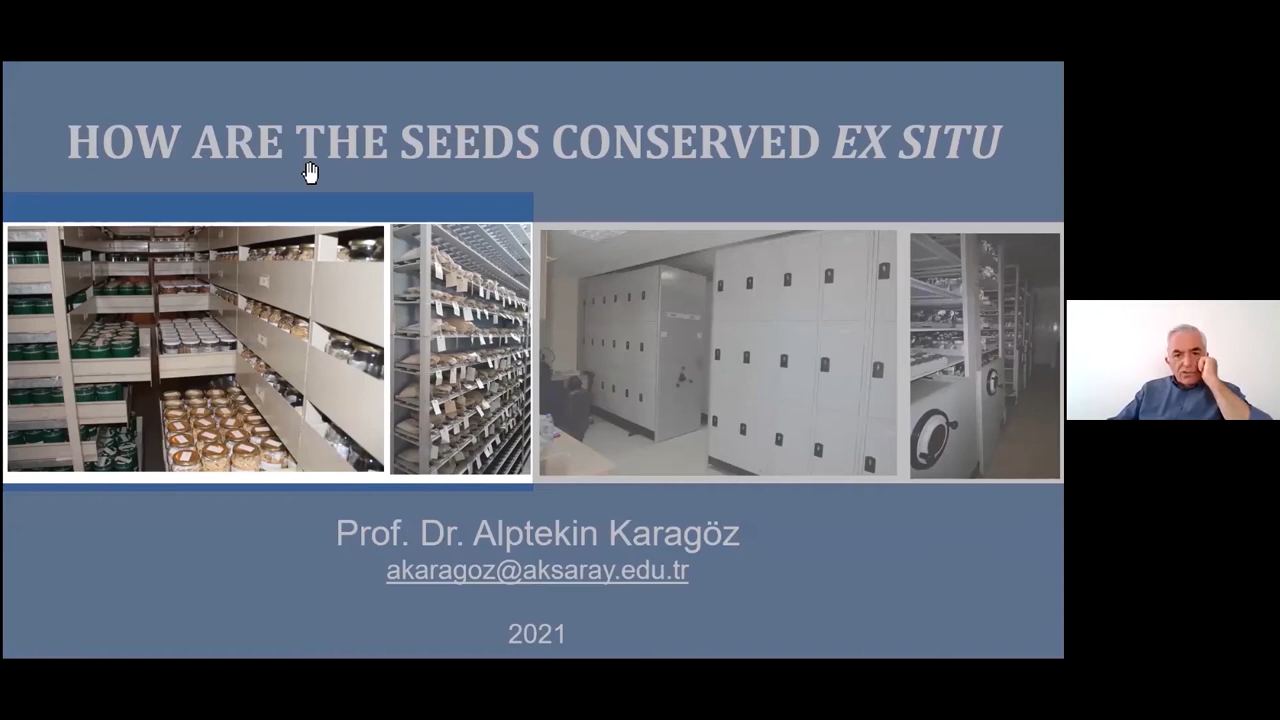 HOW ARE THE SEEDS CONSERVED EX SITU
Prof. Dr. Alptekin Karagöz
akaragoz@aksaray.edu.tr
2021